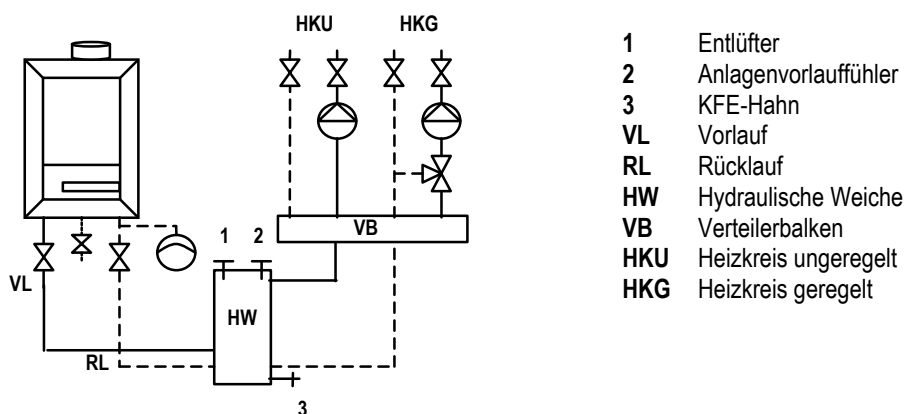 HKU HKG
1 2
VB
VL
HW
RL
3
1 Entlüfter
2 Anlagenvorlauffühler
3 KFE-Hahn
VL Vorlauf
RL Rücklauf
HW Hydraulische Weiche
VB Verteilerbalken
HKU Heizkreis ungeregelt
HKG Heizkreis geregelt